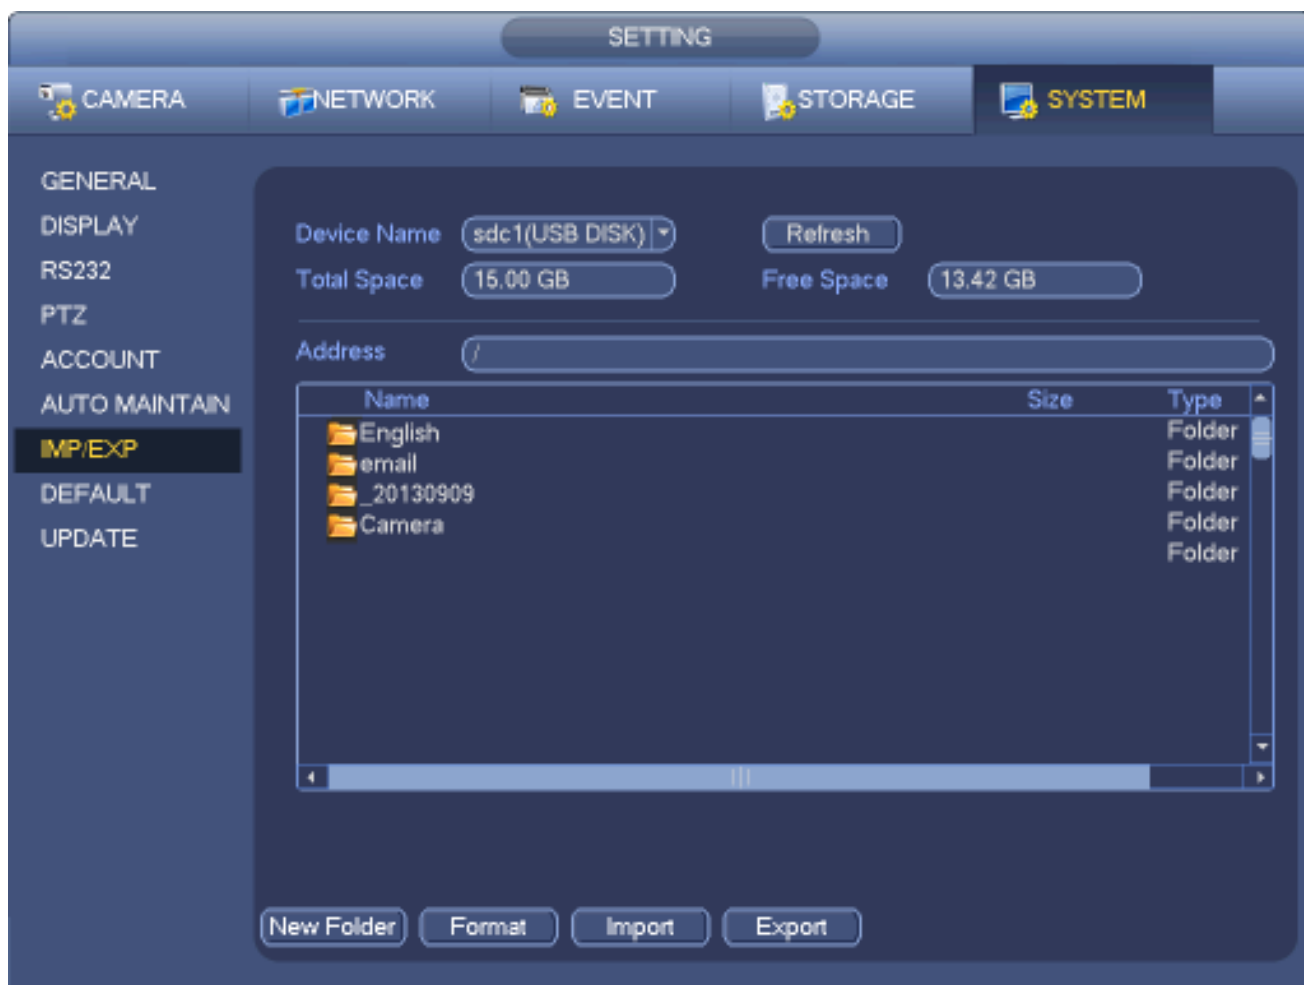 SETTING
CAMERA NETWORK EVENT STORAGE SYSTEM
GENERAL
DISPLAY
RS232
PTZ
ACCOUNT
AUTO MAINTAIN
IMP/EXP
DEFAULT
UPDATE
Device Name sdc1(USB DISK) Refresh
Total Space 15.00 GB Free Space 13.42 GB
Address /
Name Size Type
English Folder
email Folder
_20130909 Folder
Camera Folder
Folder
New Folder Format Import Export